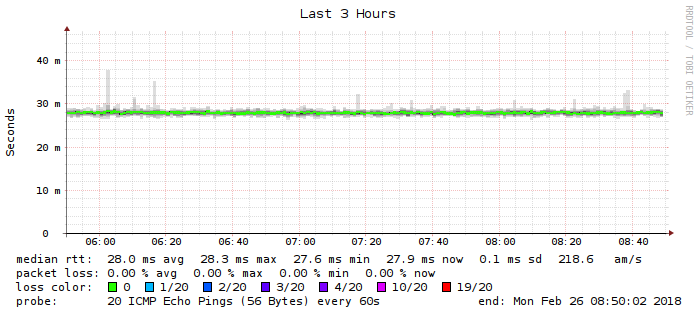 Last 3 Hours
RRDTOOL / TOBI OETIKER
Seconds
40 m
30 m
20 m
10 m
0
06:00 06:20 06:40 07:00 07:20 07:40 08:00 08:20 08:40
median rtt: 28.0 ms avg 28.3 ms max 27.6 ms min 27.9 ms now 0.1 ms sd 218.6 am/s
packet loss: 0.00 % avg 0.00 % max 0.00 % min 0.00 % now
loss color: 0 1/20 2/20 3/20 4/20 10/20 19/20
probe: 20 ICMP Echo Pings (56 Bytes) every 60s end: Mon Feb 26 08:50:02 2018